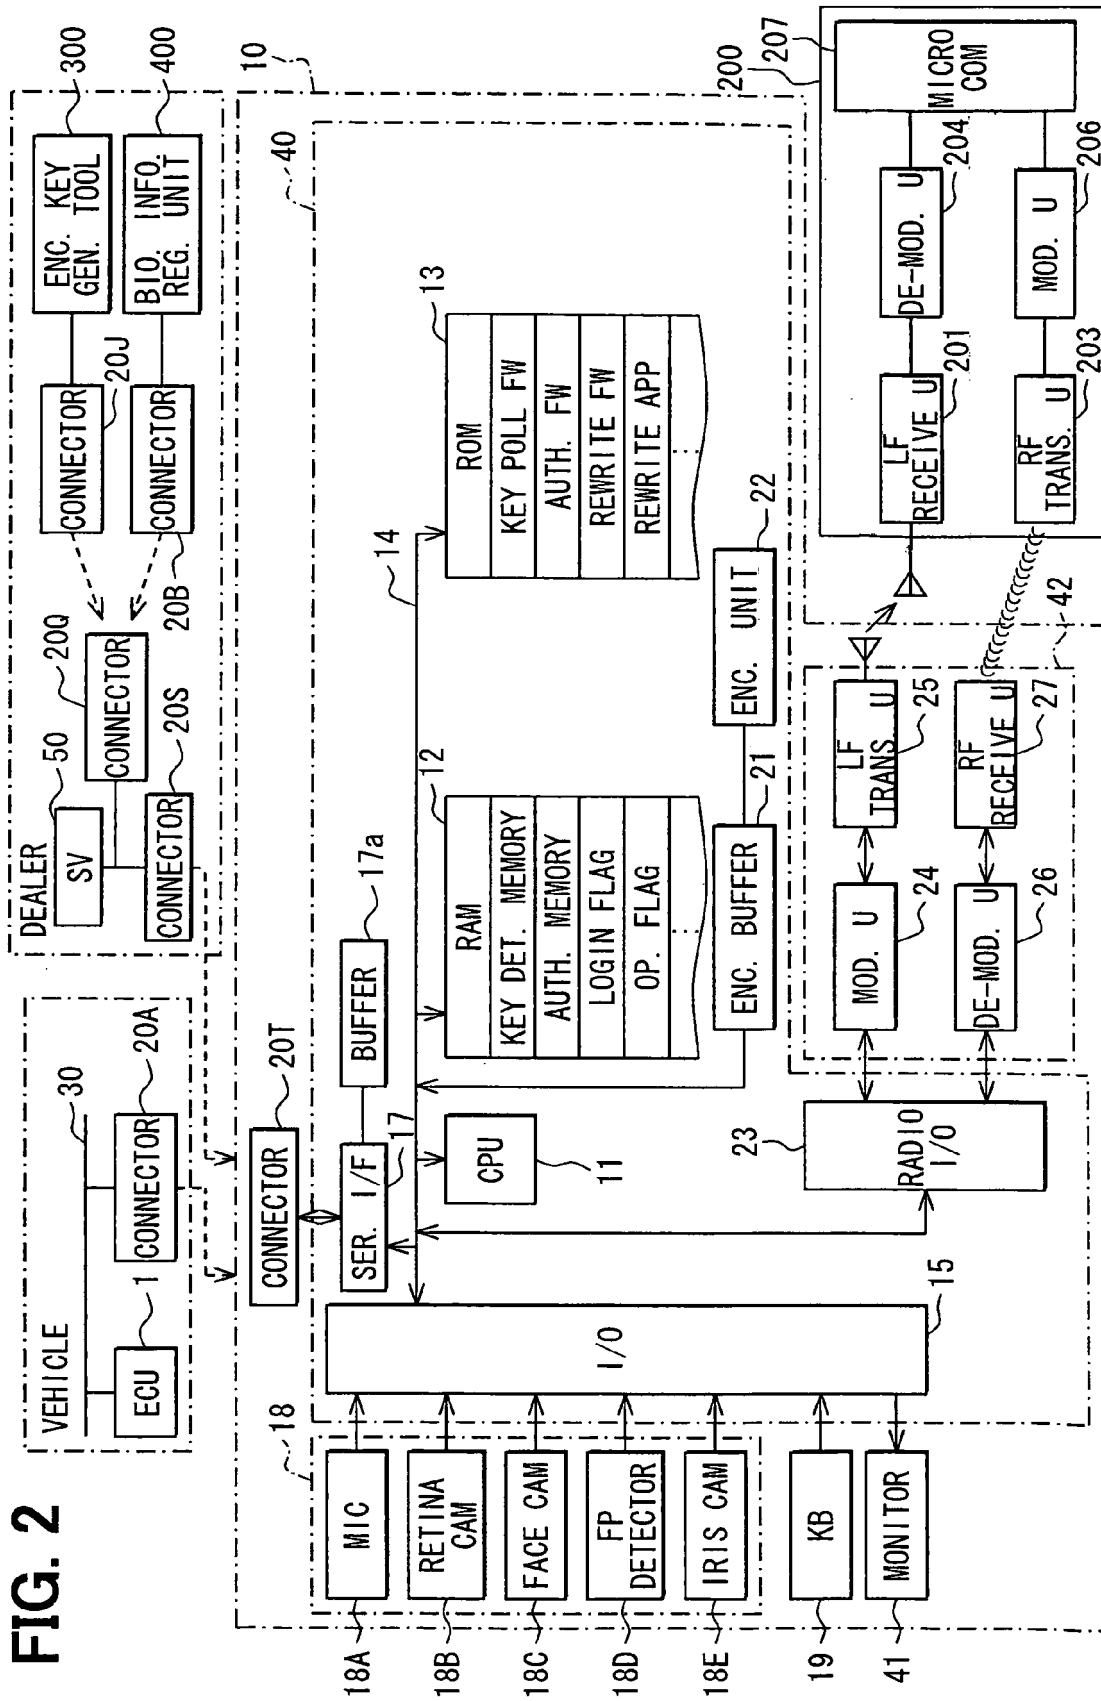 FIG. 2
VEHICLE
30
ECU
1
CONNECTOR
20A
DEALER
SV
50
CONNECTOR
20Q
CONNECTOR
20S
CONNECTOR
20J
CONNECTOR
20B
ENC. KEY
GEN. TOOL
300
BIO. INFO.
REG. UNIT
400
10
CONNECTOR
20T
40
SER. I/F
17
BUFFER
17a
14
CPU
11
RAM
12
KEY DET. MEMORY
AUTH. MEMORY
LOGIN FLAG
OP. FLAG
ROM
13
KEY POLL FW
AUTH. FW
REWRITE FW
REWRITE APP
ENC. BUFFER
21
ENC. UNIT
22
I/O
15
18
MIC
18A
RETINA
CAM
18B
FACE CAM
18C
FP
DETECTOR
18D
IRIS CAM
18E
KB
19
MONITOR
41
RADIO
I/O
23
MOD. U
24
LF
TRANS. U
25
DE-MOD. U
26
RF
RECEIVE U
27
42
200
LF
RECEIVE U
201
DE-MOD. U
204
RF
TRANS. U
203
MOD. U
206
MICRO
COM
207